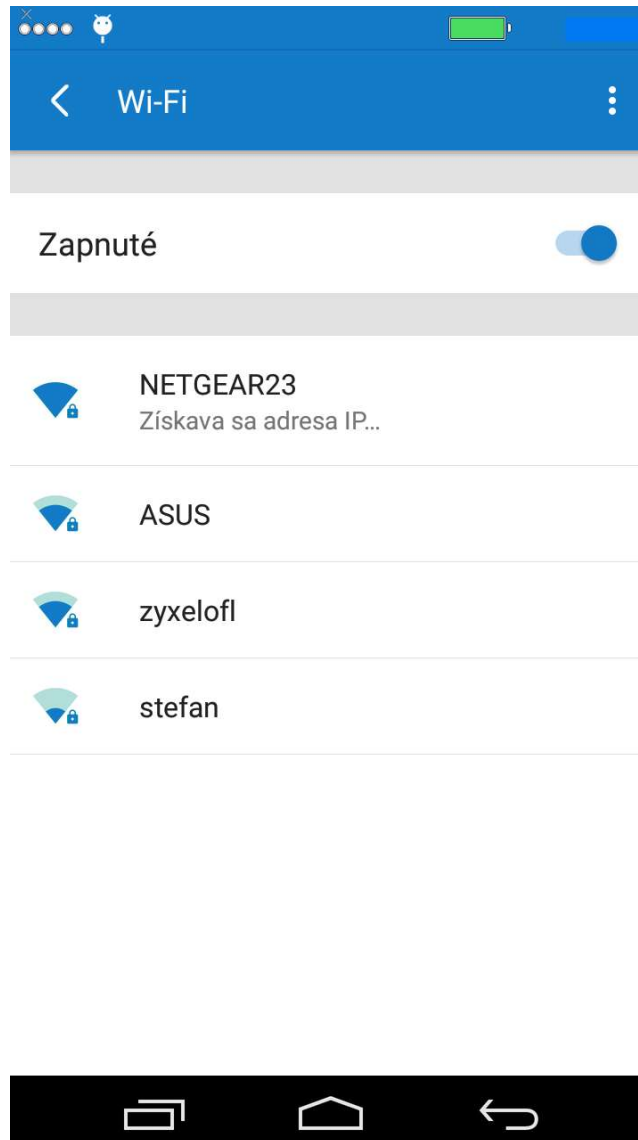 Wi-Fi
Zapnuté
NETGEAR23
Získava sa adresa IP...
ASUS
zyxelofl
stefan